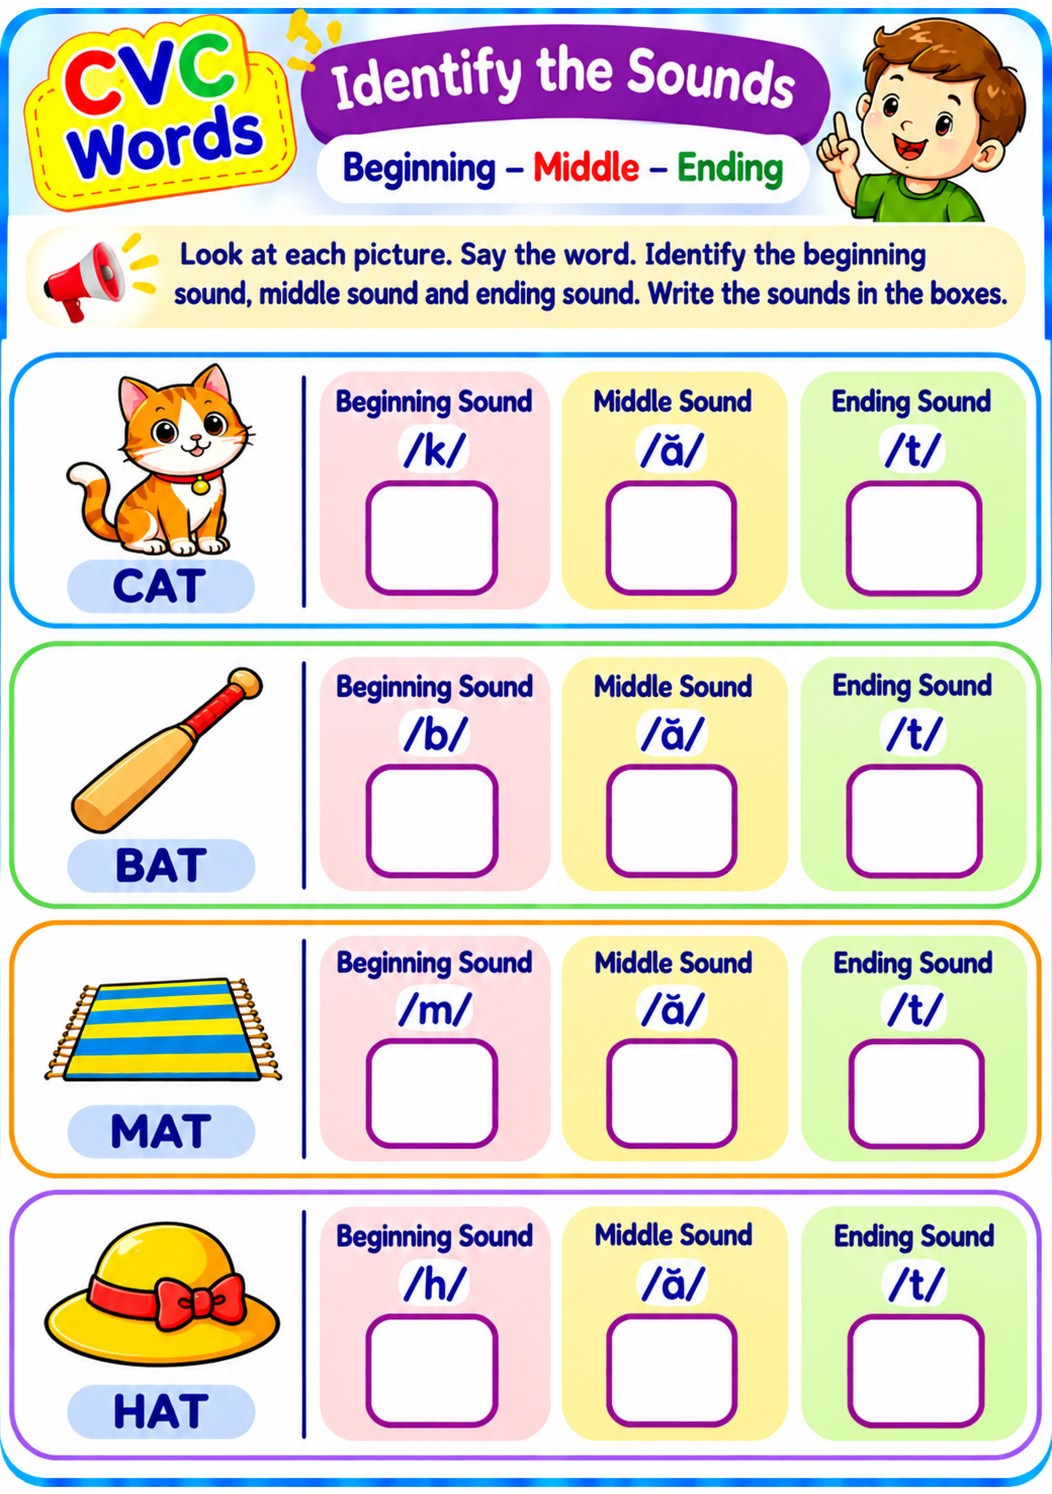 CVC
Words
Identify the Sounds
Beginning – Middle – Ending
Look at each picture. Say the word. Identify the beginning
sound, middle sound and ending sound. Write the sounds in the boxes.
Beginning Sound Middle Sound Ending Sound
/k/ /ă/ /t/
CAT
Beginning Sound Middle Sound Ending Sound
/b/ /ă/ /t/
BAT
Beginning Sound Middle Sound Ending Sound
/m/ /ă/ /t/
MAT
Beginning Sound Middle Sound Ending Sound
/h/ /ă/ /t/
HAT